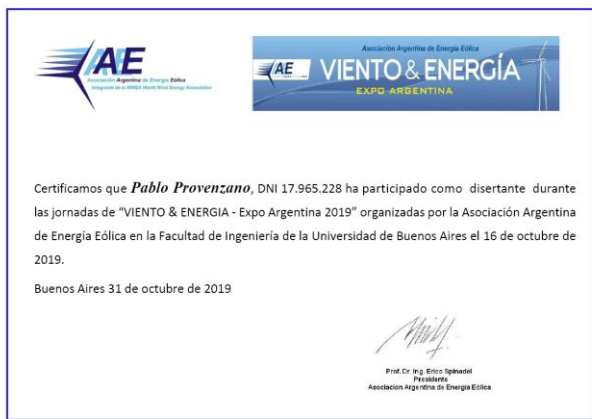 AAE
Asociación Argentina de Energía Eólica
Integrante de la WWEA World Wind Energy Association
Asociación Argentina de Energía Eólica
AAE VIENTO & ENERGÍA
EXPO ARGENTINA
Certificamos que Pablo Provenzano, DNI 17.965.228 ha participado como disertante durante
las jornadas de “VIENTO & ENERGIA - Expo Argentina 2019” organizadas por la Asociación Argentina
de Energía Eólica en la Facultad de Ingeniería de la Universidad de Buenos Aires el 16 de octubre de
2019.
Buenos Aires 31 de octubre de 2019
Prof. Dr. Ing. Erico Spinadel
Presidente
Asociación Argentina de Energía Eólica